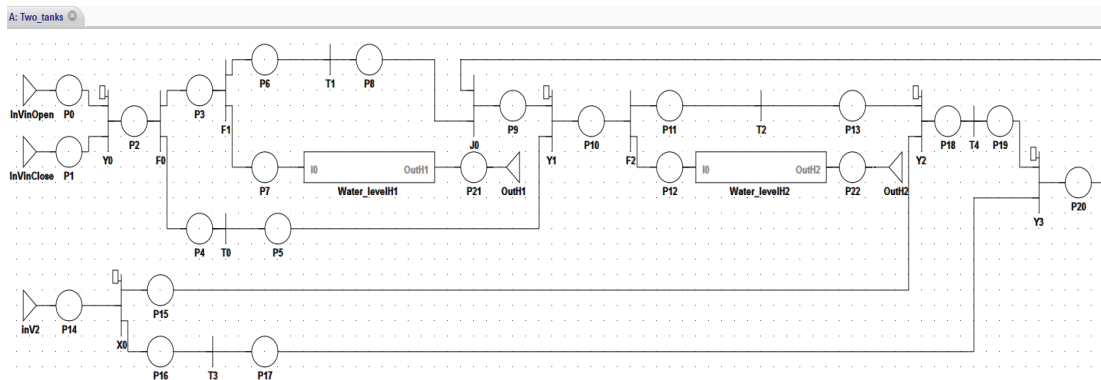 A: Two_tanks
P6
T1
P8
InVinOpen
P0
P3
F1
P9
P11
T2
P13
P2
J0
P10
P18
T4
P19
InVinClose
P1
Y0
F0
Y1
F2
Y2
P7
I0
OutH1
Water_levelH1
P21
OutH1
P12
I0
OutH2
Water_levelH2
P22
OutH2
P20
Y3
P4
T0
P5
inV2
P14
P15
X0
P16
T3
P17